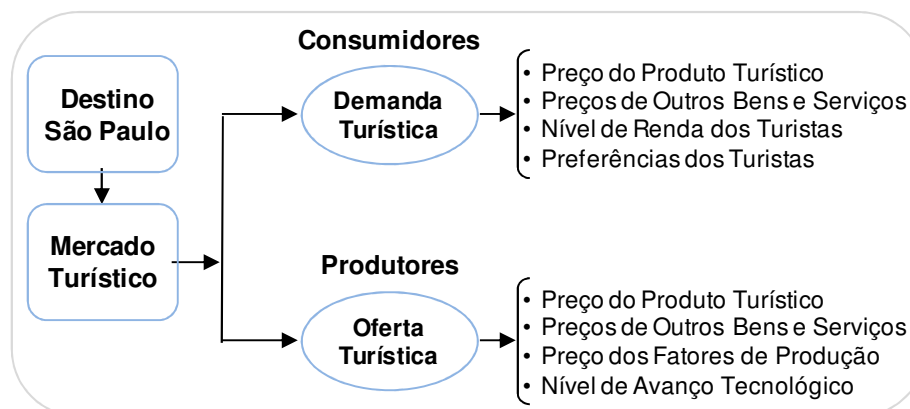 Destino
São Paulo
Mercado
Turístico
Consumidores
Demanda
Turística
• Preço do Produto Turístico
• Preços de Outros Bens e Serviços
• Nível de Renda dos Turistas
• Preferências dos Turistas
Produtores
Oferta
Turística
• Preço do Produto Turístico
• Preços de Outros Bens e Serviços
• Preço dos Fatores de Produção
• Nível de Avanço Tecnológico